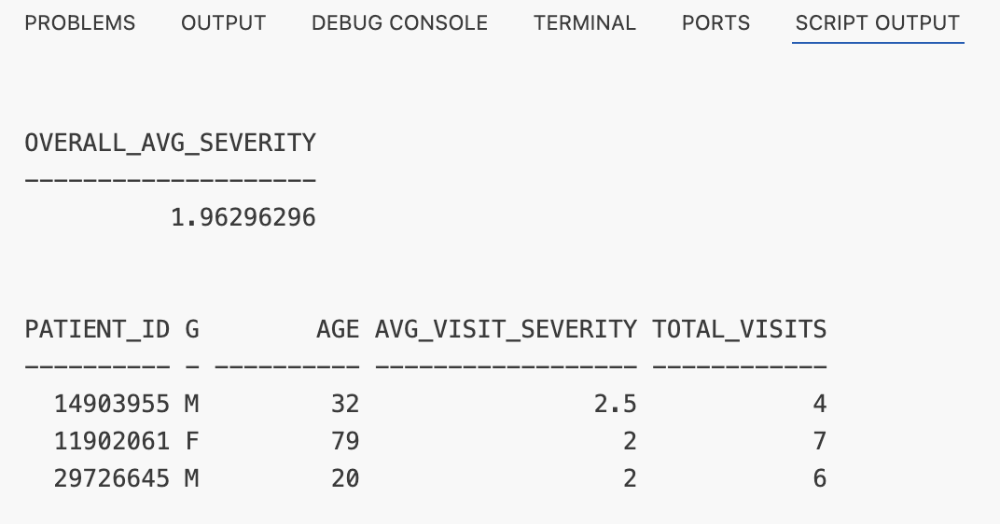 PROBLEMS OUTPUT DEBUG CONSOLE TERMINAL PORTS SCRIPT OUTPUT
OVERALL_AVG_SEVERITY
--------------------
1.96296296
PATIENT_ID G AGE AVG_VISIT_SEVERITY TOTAL_VISITS
---------- - ---------- ------------------ ------------
14903955 M 32 2.5 4
11902061 F 79 2 7
29726645 M 20 2 6